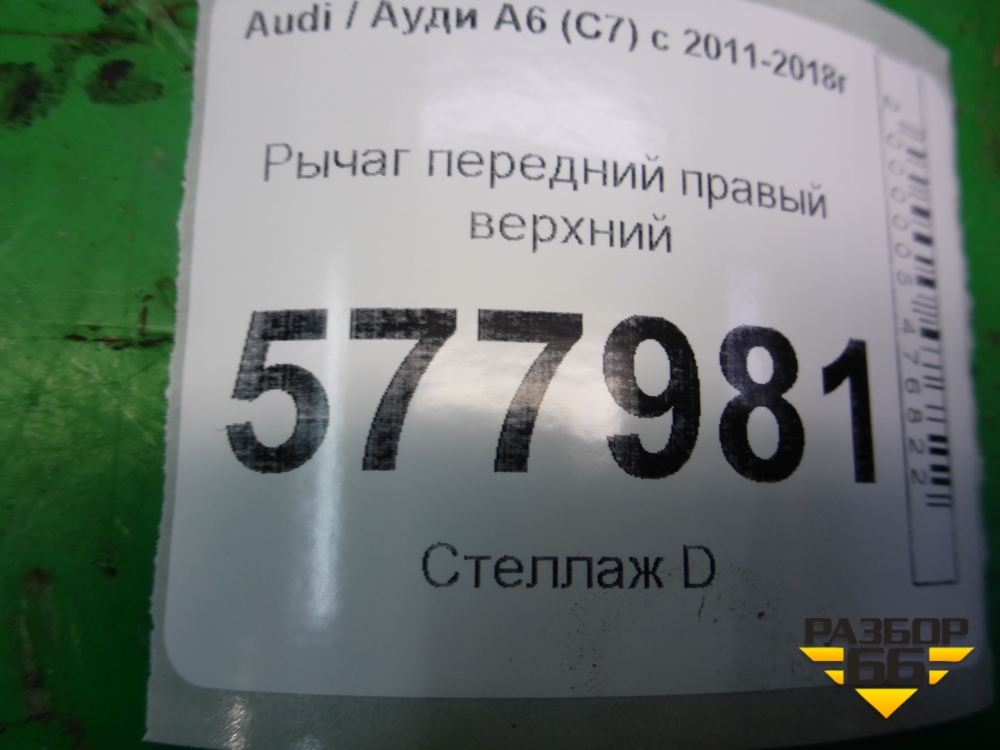 Audi / Ауди А6 (С7) с 2011-2018г
Рычаг передний правый
верхний
577981
Стеллаж D
РАЗБОР
66